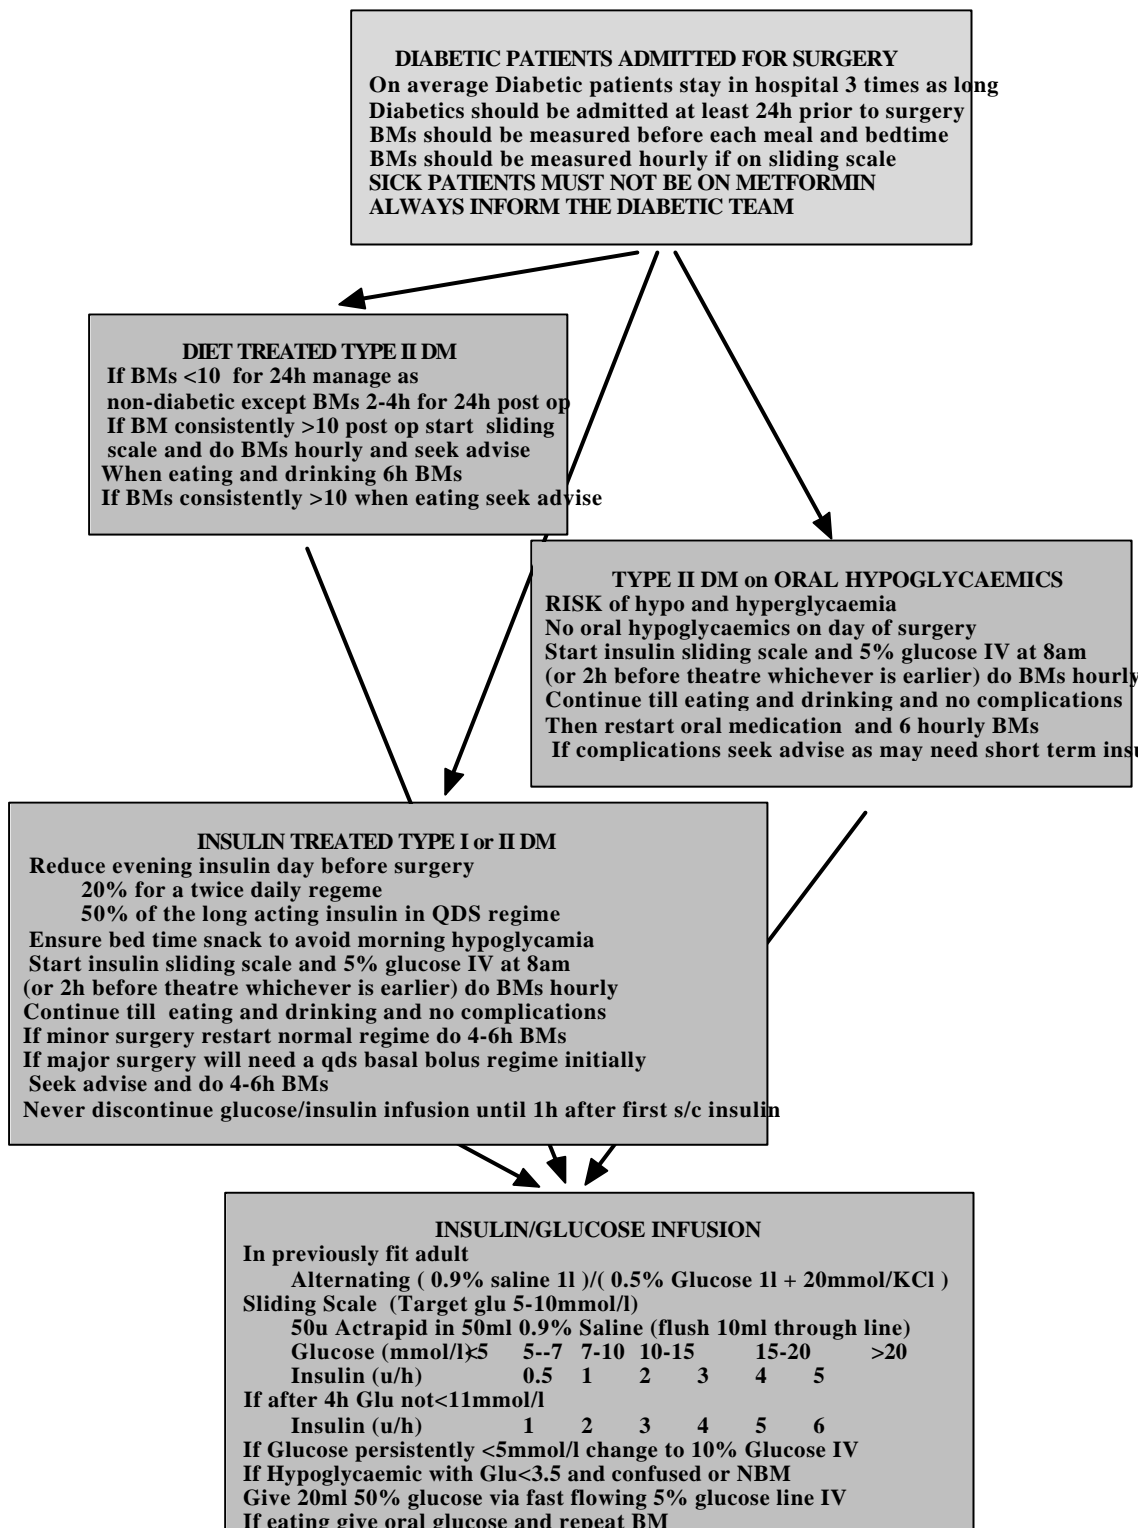 DIABETIC PATIENTS ADMITTED FOR SURGERY
On average Diabetic patients stay in hospital 3 times as long
Diabetics should be admitted at least 24h prior to surgery
BMs should be measured before each meal and bedtime
BMs should be measured hourly if on sliding scale
SICK PATIENTS MUST NOT BE ON METFORMIN
ALWAYS INFORM THE DIABETIC TEAM
DIET TREATED TYPE II DM
If BMs <10 for 24h manage as
non-diabetic except BMs 2-4h for 24h post op
If BM consistently >10 post op start sliding
scale and do BMs hourly and seek advise
When eating and drinking 6h BMs
If BMs consistently >10 when eating seek advise
TYPE II DM on ORAL HYPOGLYCAEMICS
RISK of hypo and hyperglycaemia
No oral hypoglycaemics on day of surgery
Start insulin sliding scale and 5% glucose IV at 8am
(or 2h before theatre whichever is earlier) do BMs hourly
Continue till eating and drinking and no complications
Then restart oral medication and 6 hourly BMs
If complications seek advise as may need short term insu
INSULIN TREATED TYPE I or II DM
Reduce evening insulin day before surgery
20% for a twice daily regeme
50% of the long acting insulin in QDS regime
Ensure bed time snack to avoid morning hypoglycamia
Start insulin sliding scale and 5% glucose IV at 8am
(or 2h before theatre whichever is earlier) do BMs hourly
Continue till eating and drinking and no complications
If minor surgery restart normal regime do 4-6h BMs
If major surgery will need a qds basal bolus regime initially
Seek advise and do 4-6h BMs
Never discontinue glucose/insulin infusion until 1h after first s/c insulin
INSULIN/GLUCOSE INFUSION
In previously fit adult
Alternating ( 0.9% saline 1l )/( 0.5% Glucose 1l + 20mmol/KCl )
Sliding Scale (Target glu 5-10mmol/l)
50u Actrapid in 50ml 0.9% Saline (flush 10ml through line)
Glucose (mmol/l) <5 5--7 7-10 10-15 15-20 >20
Insulin (u/h) 0.5 1 2 3 4 5
If after 4h Glu not<11mmol/l
Insulin (u/h) 1 2 3 4 5 6
If Glucose persistently <5mmol/l change to 10% Glucose IV
If Hypoglycaemic with Glu<3.5 and confused or NBM
Give 20ml 50% glucose via fast flowing 5% glucose line IV
If eating give oral glucose and repeat BM